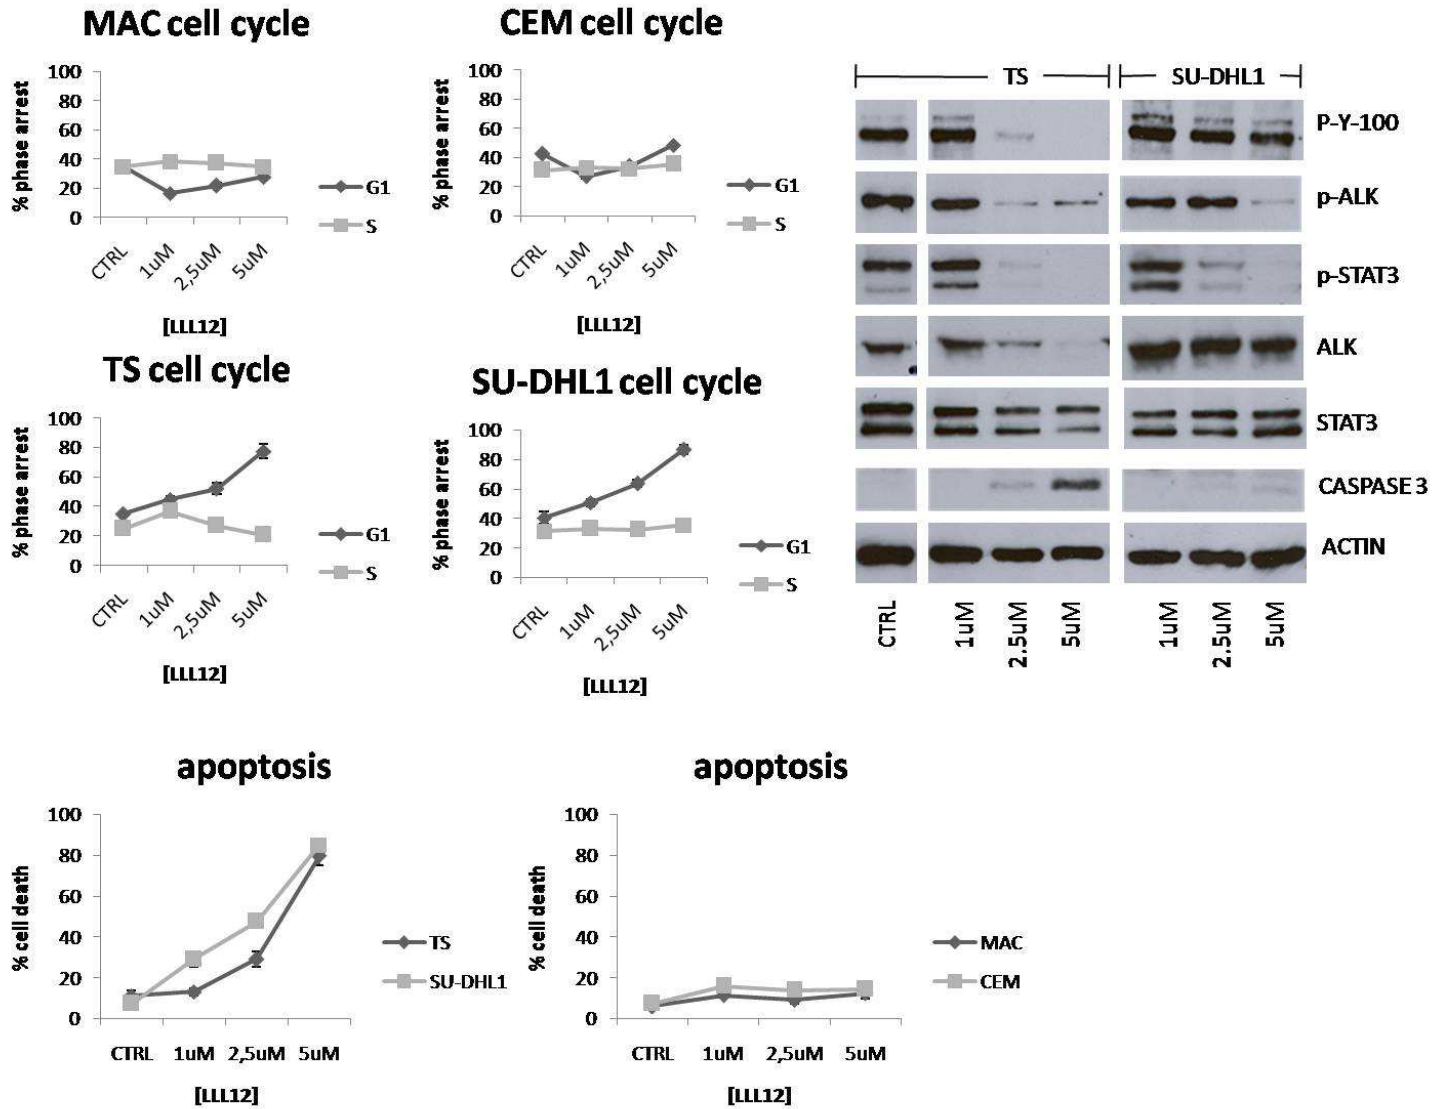 MAC cell cycle
% phase arrest
100
80
60
40
20
0
CTRL
1uM
2,5uM
5uM
[LLL12]
G1
S
CEM cell cycle
% phase arrest
100
80
60
40
20
0
CTRL
1uM
2,5uM
5uM
[LLL12]
G1
S
TS cell cycle
% phase arrest
100
80
60
40
20
0
CTRL
1uM
2,5uM
5uM
[LLL12]
G1
S
SU-DHL1 cell cycle
% phase arrest
100
80
60
40
20
0
CTRL
1uM
2,5uM
5uM
[LLL12]
G1
S
TS
SU-DHL1
P-Y-100
p-ALK
p-STAT3
ALK
STAT3
CASPASE 3
ACTIN
CTRL
1uM
2.5uM
5uM
1uM
2.5uM
5uM
apoptosis
% cell death
100
80
60
40
20
0
CTRL 1uM 2,5uM 5uM
[LLL12]
TS
SU-DHL1
apoptosis
% cell death
100
80
60
40
20
0
CTRL 1uM 2,5uM 5uM
[LLL12]
MAC
CEM